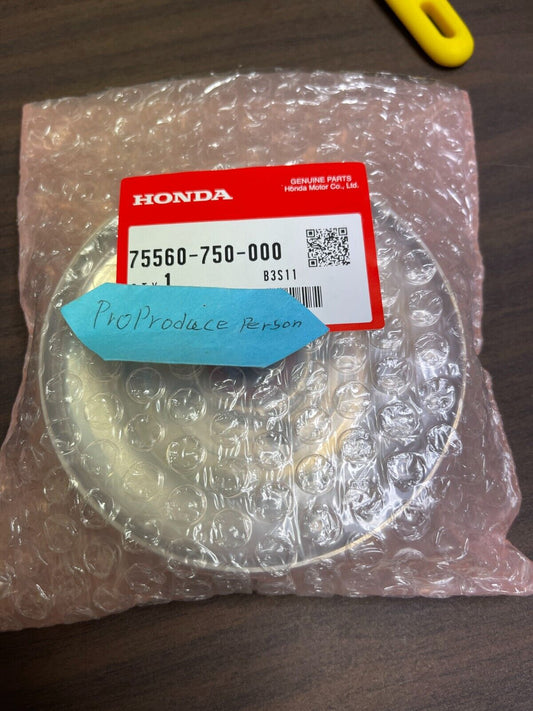 HONDA
GENUINE PARTS
Honda Motor Co., Ltd.
75560-750-000
1
B3S11
ProProduce Person